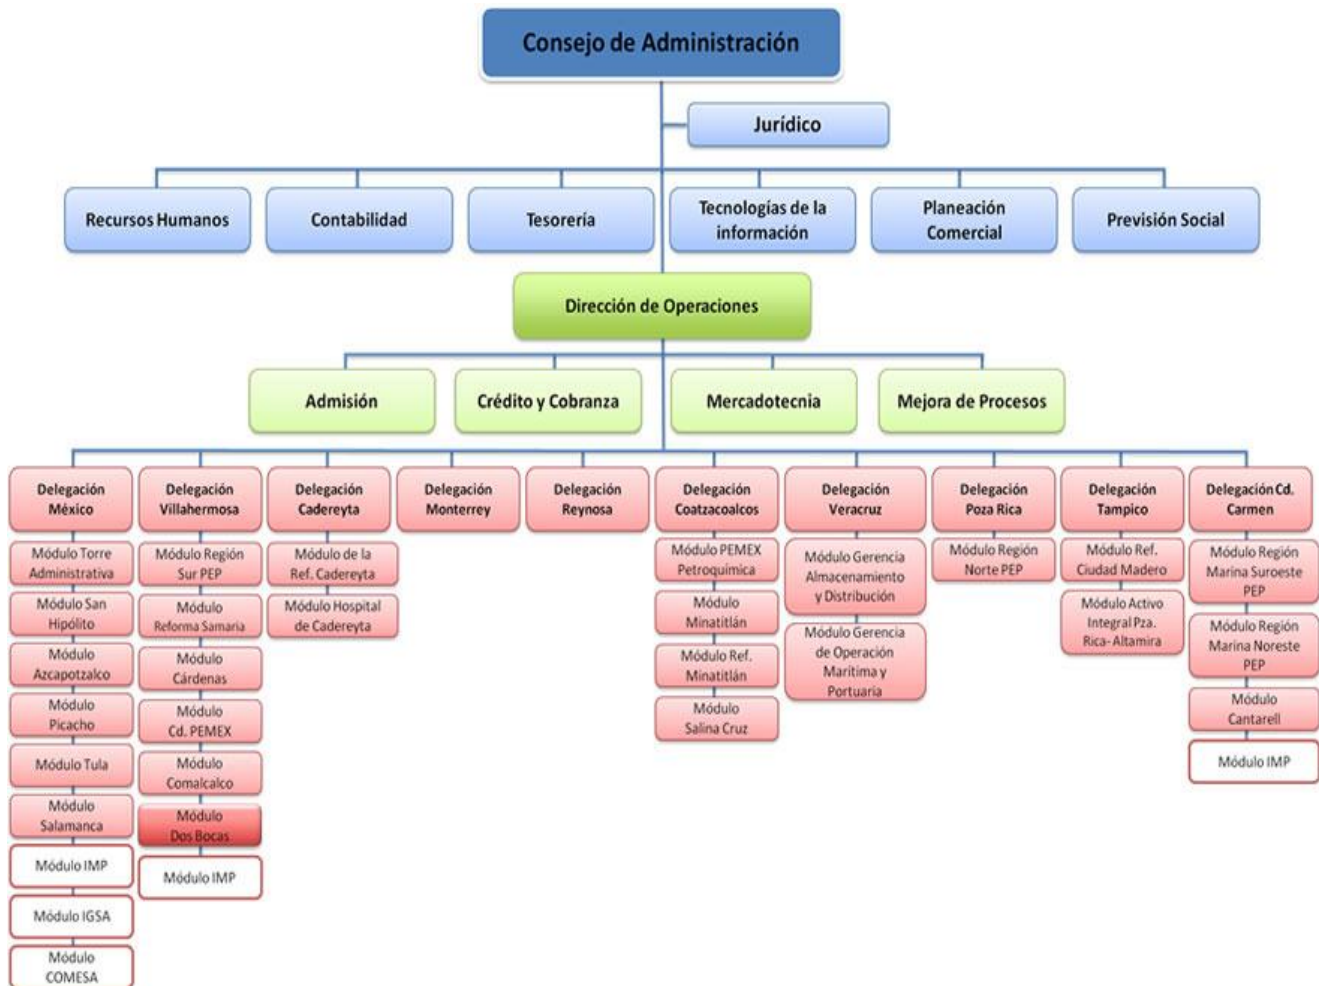 Consejo de Administración
Jurídico
Recursos Humanos
Contabilidad
Tesorería
Tecnologías de la
información
Planeación
Comercial
Previsión Social
Dirección de Operaciones
Admisión
Crédito y Cobranza
Mercadotecnia
Mejora de Procesos
Delegación
México
Módulo Torre
Administrativa
Módulo San
Hipólito
Módulo
Azcapotzalco
Módulo
Picacho
Módulo Tula
Módulo
Salamanca
Módulo IMP
Módulo IGSA
Módulo
COMESA
Delegación
Villahermosa
Módulo Región
Sur PEP
Módulo
Reforma Samaria
Módulo
Cárdenas
Módulo
Cd. PEMEX
Módulo
Comalcalco
Módulo
Dos Bocas
Módulo IMP
Delegación
Cadereyta
Módulo de la
Ref. Cadereyta
Módulo Hospital
de Cadereyta
Delegación
Monterrey
Delegación
Reynosa
Delegación
Coatzacoalcos
Módulo PEMEX
Petroquímica
Módulo
Minatitlán
Módulo Ref.
Minatitlán
Módulo
Salina Cruz
Delegación
Veracruz
Módulo Gerencia
Almacenamiento
y Distribución
Módulo Gerencia
de Operación
Marítima y
Portuaria
Delegación
Poza Rica
Módulo Región
Norte PEP
Delegación
Tampico
Módulo Ref.
Ciudad Madero
Módulo Activo
Integral Pza.
Rica- Altamira
Delegación Cd.
Carmen
Módulo Región
Marina Suroeste
PEP
Módulo Región
Marina Noreste
PEP
Módulo
Cantarell
Módulo IMP